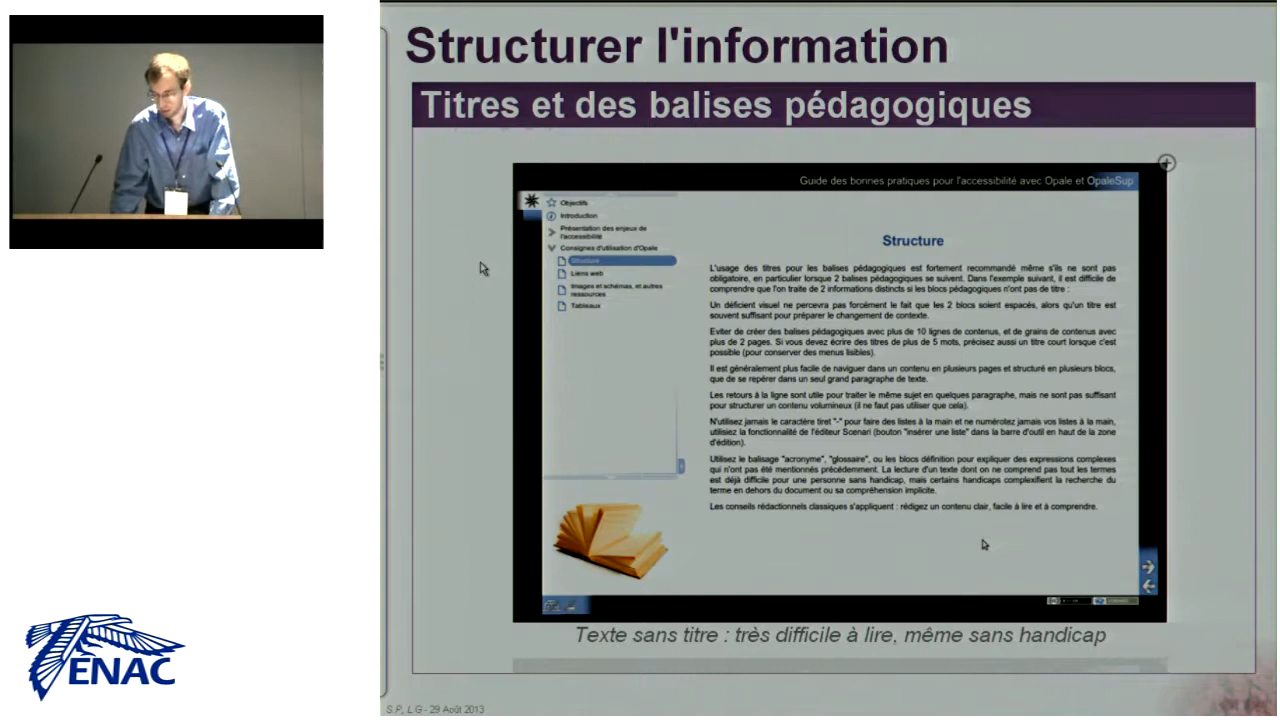 Structurer l'information
Titres et des balises pédagogiques
Guide des bonnes pratiques pour l'accessibilité avec Opale et OpaleSup
Objectifs
Introduction
Présentation des enjeux de
l'accessibilité
Consignes d'utilisation d'Opale
Structure
Liens web
Images et schémas, et autres
ressources
Tableaux
Structure
L'usage des titres pour les balises pédagogiques est fortement recommandé même s'ils ne sont pas
obligatoire, en particulier lorsque 2 balises pédagogiques se suivent. Dans l'exemple suivant, il est difficile de
comprendre que l'on traite de 2 informations distincts si les blocs pédagogiques n'ont pas de titre :
Un déficient visuel ne percevra pas forcément le fait que les 2 blocs soient espacés, alors qu'un titre est
souvent suffisant pour préparer le changement de contexte.
Eviter de créer des balises pédagogiques avec plus de 10 lignes de contenus, et de grains de contenus avec
plus de 2 pages. Si vous devez écrire des titres de plus de 5 mots, précisez aussi un titre court lorsque c'est
possible (pour conserver des menus lisibles).
Il est généralement plus facile de naviguer dans un contenu en plusieurs pages et structuré en plusieurs blocs,
que de se repérer dans un seul grand paragraphe de texte.
Les retours à la ligne sont utile pour traiter le même sujet en quelques paragraphe, mais ne sont pas suffisant
pour structurer un contenu volumineux (il ne faut pas utiliser que cela).
N'utilisez jamais le caractère tiret "-" pour faire des listes à la main et ne numérotez jamais vos listes à la main,
utilisiez la fonctionnalité de l'éditeur Scenari (bouton "insérer une liste" dans la barre d'outil en haut de la zone
d'édition).
Utilisez le balisage "acronyme", "glossaire", ou les blocs définition pour expliquer des expressions complexes
qui n'ont pas été mentionnés précédemment. La lecture d'un texte dont on ne comprend pas tout les termes
est déjà difficile pour une personne sans handicap, mais certains handicaps complexifient la recherche du
terme en dehors du document ou sa compréhension implicite.
Les conseils rédactionnels classiques s'appliquent : rédigez un contenu clair, facile à lire et à comprendre.
Texte sans titre : très difficile à lire, même sans handicap
ENAC
S.P, L.G - 29 Août 2013